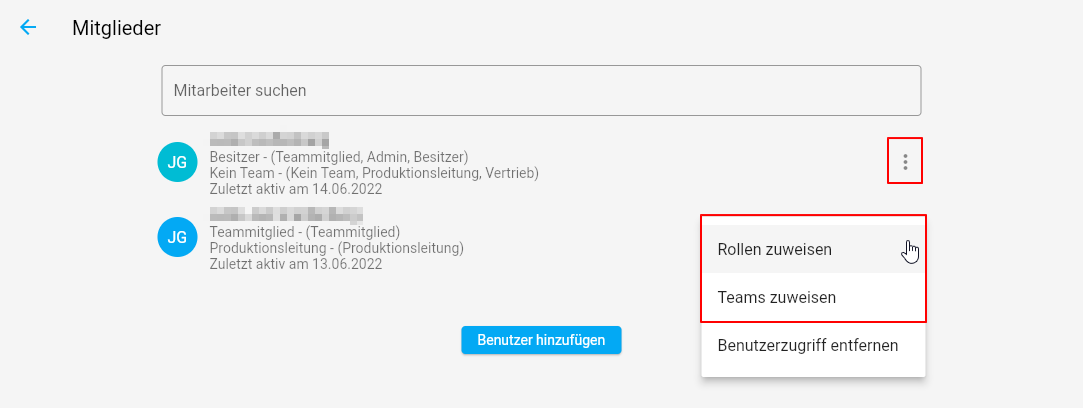 Mitglieder
Mitarbeiter suchen
JG
Besitzer - (Teammitglied, Admin, Besitzer)
Kein Team - (Kein Team, Produktionsleitung, Vertrieb)
Zuletzt aktiv am 14.06.2022
JG
Teammitglied - (Teammitglied)
Produktionsleitung - (Produktionsleitung)
Zuletzt aktiv am 13.06.2022
Rollen zuweisen
Teams zuweisen
Benutzerzugriff entfernen
Benutzer hinzufügen